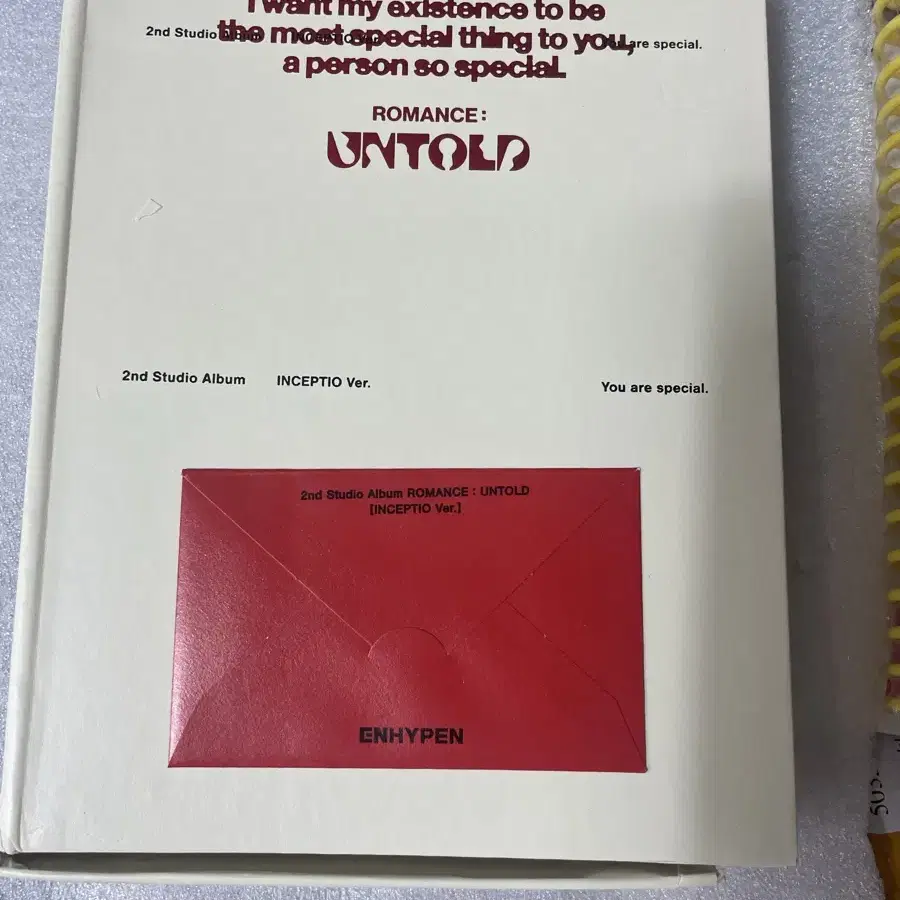 I want my existence to be
2nd Studio Album INCEPTIO Ver. You are special.
the most special thing to you,
a person so special.
ROMANCE :
UNTOLD
2nd Studio Album INCEPTIO Ver. You are special.
2nd Studio Album ROMANCE : UNTOLD
[INCEPTIO Ver.]
ENHYPEN